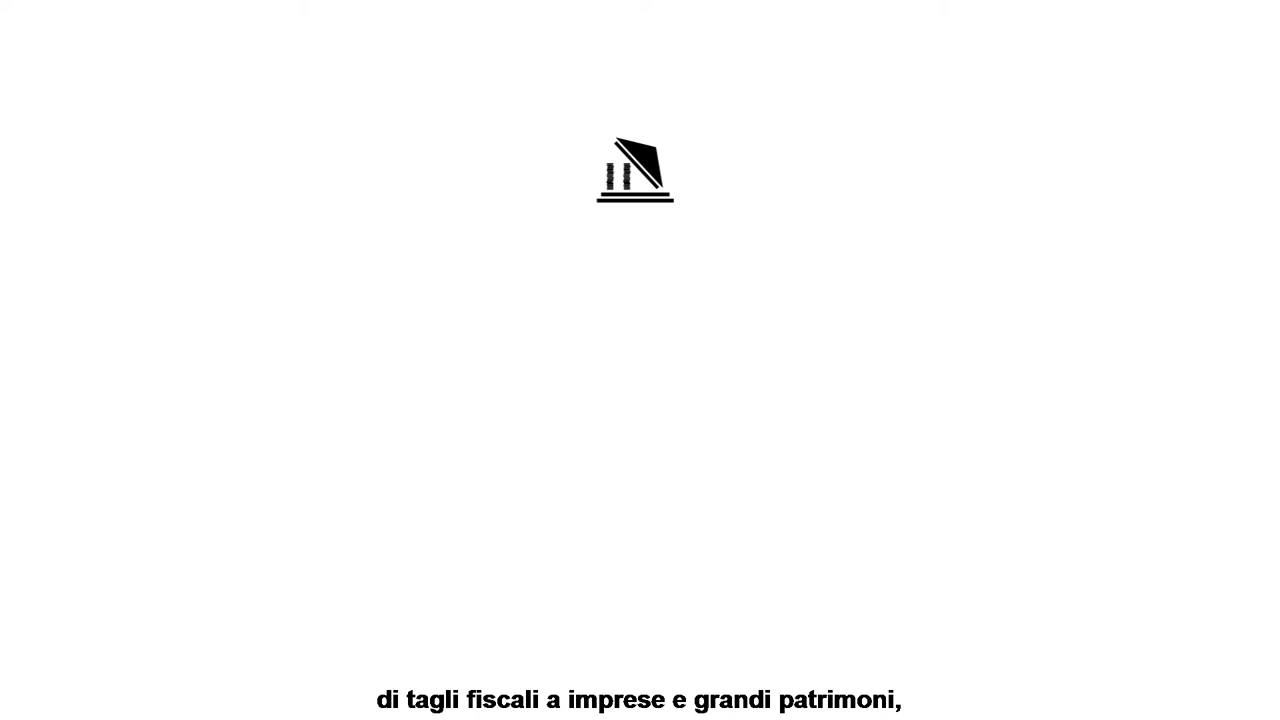 di tagli fiscali a imprese e grandi patrimoni,